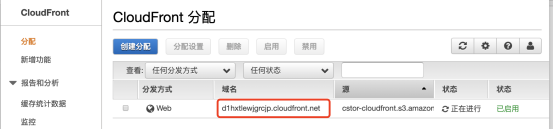 CloudFront
CloudFront 分配
分配
创建分配 分配设置 删除 启用 禁用
新增功能
查看: 任何分发方式 任何状态
报告和分析
分发方式 域名 源 状态 状态
缓存统计数据
Web d1hxtlewjgrcjp.cloudfront.net cstor-cloudfront.s3.amazon 正在进行 已启用
监控